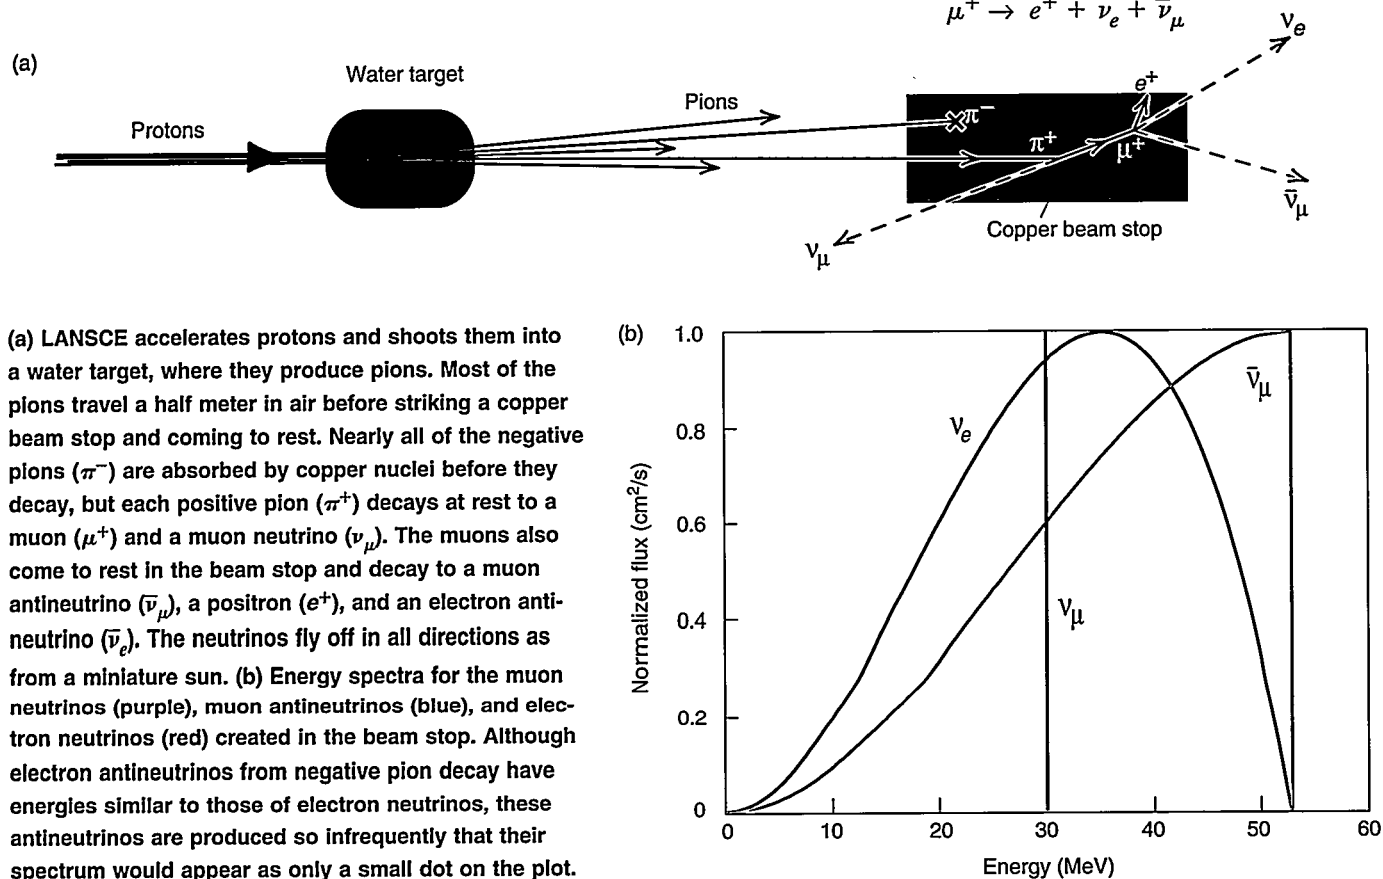 μ⁺ → e⁺ + νₑ + ν̄_μ
νₑ
(a)
Water target
e⁺
Protons
Pions
π⁻
π⁺
μ⁺
ν̄_μ
Copper beam stop
ν_μ
(a) LANSCE accelerates protons and shoots them into
a water target, where they produce pions. Most of the
pions travel a half meter in air before striking a copper
beam stop and coming to rest. Nearly all of the negative
pions (π⁻) are absorbed by copper nuclei before they
decay, but each positive pion (π⁺) decays at rest to a
muon (μ⁺) and a muon neutrino (ν_μ). The muons also
come to rest in the beam stop and decay to a muon
antineutrino (ν̄_μ), a positron (e⁺), and an electron anti-
neutrino (ν̄ₑ). The neutrinos fly off in all directions as
from a miniature sun. (b) Energy spectra for the muon
neutrinos (purple), muon antineutrinos (blue), and elec-
tron neutrinos (red) created in the beam stop. Although
electron antineutrinos from negative pion decay have
energies similar to those of electron neutrinos, these
antineutrinos are produced so infrequently that their
spectrum would appear as only a small dot on the plot.
(b)
1.0
0.8
0.6
0.4
0.2
0
Normalized flux (cm²/s)
νₑ
ν̄_μ
ν_μ
0 10 20 30 40 50 60
Energy (MeV)